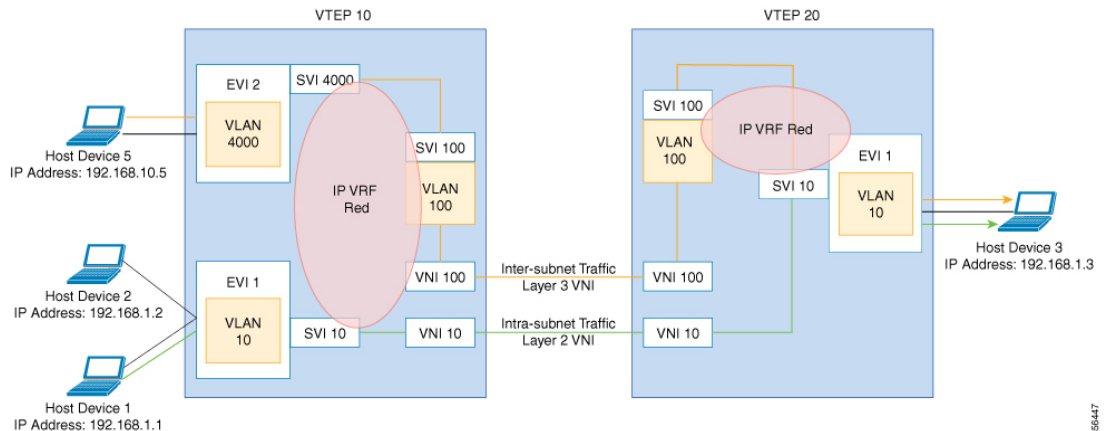 VTEP 10
VTEP 20
EVI 2
SVI 4000
VLAN
4000
Host Device 5
IP Address: 192.168.10.5
SVI 100
VLAN
100
IP VRF
Red
VNI 100
Host Device 2
IP Address: 192.168.1.2
EVI 1
VLAN
10
SVI 10
VNI 10
Host Device 1
IP Address: 192.168.1.1
Inter-subnet Traffic
Layer 3 VNI
Intra-subnet Traffic
Layer 2 VNI
SVI 100
VLAN
100
IP VRF Red
SVI 10
EVI 1
VLAN
10
VNI 100
VNI 10
Host Device 3
IP Address: 192.168.1.3
56447